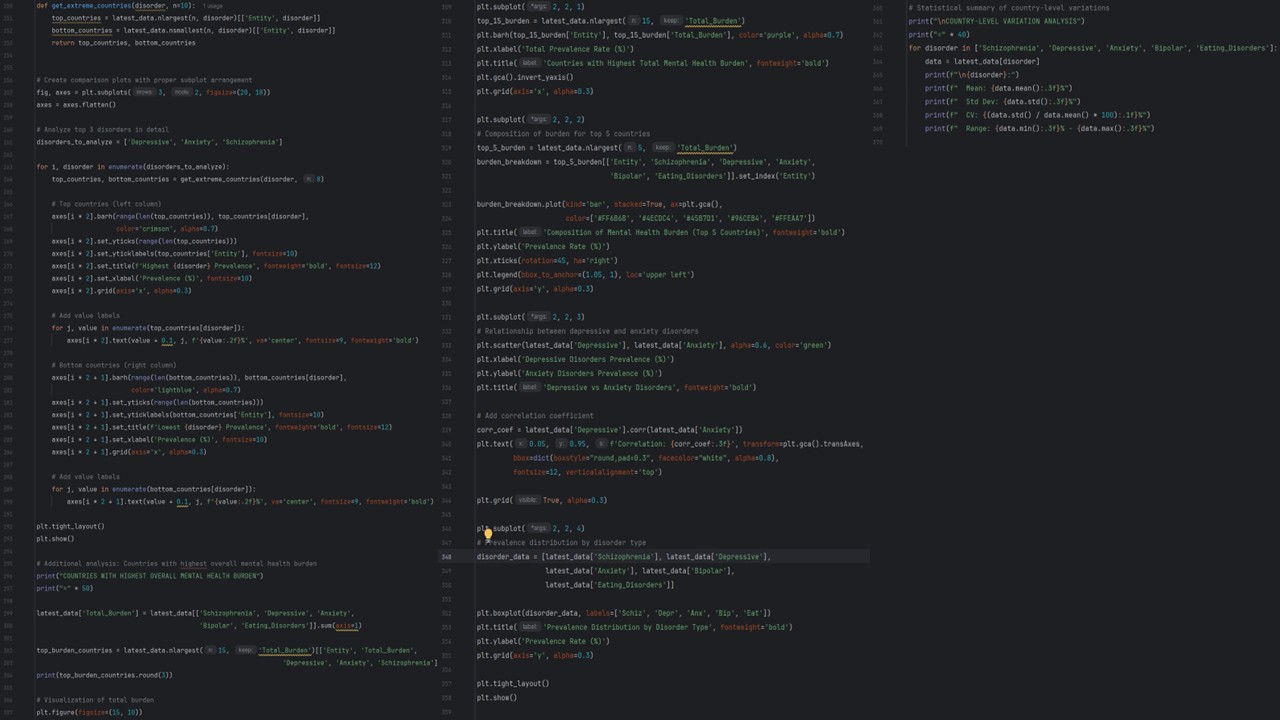 def get_extreme_countries(disorder, n=10): 1 usage
top_countries = latest_data.nlargest(n, disorder)[['Entity', disorder]]
bottom_countries = latest_data.nsmallest(n, disorder)[['Entity', disorder]]
return top_countries, bottom_countries
# Create comparison plots with proper subplot arrangement
fig, axes = plt.subplots( nrows: 3, ncols: 2, figsize=(20, 18))
axes = axes.flatten()
# Analyze top 3 disorders in detail
disorders_to_analyze = ['Depressive', 'Anxiety', 'Schizophrenia']
for i, disorder in enumerate(disorders_to_analyze):
top_countries, bottom_countries = get_extreme_countries(disorder, n: 8)
# Top countries (left column)
axes[i * 2].barh(range(len(top_countries)), top_countries[disorder],
color='crimson', alpha=0.7)
axes[i * 2].set_yticks(range(len(top_countries)))
axes[i * 2].set_yticklabels(top_countries['Entity'], fontsize=10)
axes[i * 2].set_title(f'Highest {disorder} Prevalence', fontweight='bold', fontsize=12)
axes[i * 2].set_xlabel('Prevalence (%)', fontsize=10)
axes[i * 2].grid(axis='x', alpha=0.3)
# Add value labels
for j, value in enumerate(top_countries[disorder]):
axes[i * 2].text(value + 0.1, j, f'{value:.2f}%', va='center', fontsize=9, fontweight='bold')
# Bottom countries (right column)
axes[i * 2 + 1].barh(range(len(bottom_countries)), bottom_countries[disorder],
color='lightblue', alpha=0.7)
axes[i * 2 + 1].set_yticks(range(len(bottom_countries)))
axes[i * 2 + 1].set_yticklabels(bottom_countries['Entity'], fontsize=10)
axes[i * 2 + 1].set_title(f'Lowest {disorder} Prevalence', fontweight='bold', fontsize=12)
axes[i * 2 + 1].set_xlabel('Prevalence (%)', fontsize=10)
axes[i * 2 + 1].grid(axis='x', alpha=0.3)
# Add value labels
for j, value in enumerate(bottom_countries[disorder]):
axes[i * 2 + 1].text(value + 0.1, j, f'{value:.2f}%', va='center', fontsize=9, fontweight='bold')
plt.tight_layout()
plt.show()
# Additional analysis: Countries with highest overall mental health burden
print("COUNTRIES WITH HIGHEST OVERALL MENTAL HEALTH BURDEN")
print("=" * 50)
latest_data['Total_Burden'] = latest_data[['Schizophrenia', 'Depressive', 'Anxiety',
'Bipolar', 'Eating_Disorders']].sum(axis=1)
top_burden_countries = latest_data.nlargest( n: 15, keep: 'Total_Burden')[['Entity', 'Total_Burden',
'Depressive', 'Anxiety', 'Schizophrenia']]
print(top_burden_countries.round(3))
# Visualization of total burden
plt.figure(figsize=(15, 10))
plt.subplot( *args: 2, 2, 1)
top_15_burden = latest_data.nlargest( n: 15, keep: 'Total_Burden')
plt.barh(top_15_burden['Entity'], top_15_burden['Total_Burden'], color='purple', alpha=0.7)
plt.xlabel('Total Prevalence Rate (%)')
plt.title( label: 'Countries with Highest Total Mental Health Burden', fontweight='bold')
plt.gca().invert_yaxis()
plt.grid(axis='x', alpha=0.3)
plt.subplot( *args: 2, 2, 2)
# Composition of burden for top 5 countries
top_5_burden = latest_data.nlargest( n: 5, keep: 'Total_Burden')
burden_breakdown = top_5_burden[['Entity', 'Schizophrenia', 'Depressive', 'Anxiety',
'Bipolar', 'Eating_Disorders']].set_index('Entity')
burden_breakdown.plot(kind='bar', stacked=True, ax=plt.gca(),
color=['#FF6B6B', '#4ECDC4', '#45B7D1', '#96CEB4', '#FFEAA7'])
plt.title( label: 'Composition of Mental Health Burden (Top 5 Countries)', fontweight='bold')
plt.ylabel('Prevalence Rate (%)')
plt.xticks(rotation=45, ha='right')
plt.legend(bbox_to_anchor=(1.05, 1), loc='upper left')
plt.grid(axis='y', alpha=0.3)
plt.subplot( *args: 2, 2, 3)
# Relationship between depressive and anxiety disorders
plt.scatter(latest_data['Depressive'], latest_data['Anxiety'], alpha=0.6, color='green')
plt.xlabel('Depressive Disorders Prevalence (%)')
plt.ylabel('Anxiety Disorders Prevalence (%)')
plt.title( label: 'Depressive vs Anxiety Disorders', fontweight='bold')
# Add correlation coefficient
corr_coef = latest_data['Depressive'].corr(latest_data['Anxiety'])
plt.text( x: 0.05, y: 0.95, s: f'Correlation: {corr_coef:.3f}', transform=plt.gca().transAxes,
bbox=dict(boxstyle="round,pad=0.3", facecolor="white", alpha=0.8),
fontsize=12, verticalalignment='top')
plt.grid( visible: True, alpha=0.3)
plt.subplot( *args: 2, 2, 4)
# Prevalence distribution by disorder type
disorder_data = [latest_data['Schizophrenia'], latest_data['Depressive'],
latest_data['Anxiety'], latest_data['Bipolar'],
latest_data['Eating_Disorders']]
plt.boxplot(disorder_data, labels=['Schiz', 'Depr', 'Anx', 'Bip', 'Eat'])
plt.title( label: 'Prevalence Distribution by Disorder Type', fontweight='bold')
plt.ylabel('Prevalence Rate (%)')
plt.grid(axis='y', alpha=0.3)
plt.tight_layout()
plt.show()
# Statistical summary of country-level variations
print("\nCOUNTRY-LEVEL VARIATION ANALYSIS")
print("=" * 40)
for disorder in ['Schizophrenia', 'Depressive', 'Anxiety', 'Bipolar', 'Eating_Disorders']:
data = latest_data[disorder]
print(f"\n{disorder}:")
print(f"  Mean: {data.mean():.3f}%")
print(f"  Std Dev: {data.std():.3f}%")
print(f"  CV: {(data.std() / data.mean() * 100):.1f}%")
print(f"  Range: {data.min():.3f}% - {data.max():.3f}%")